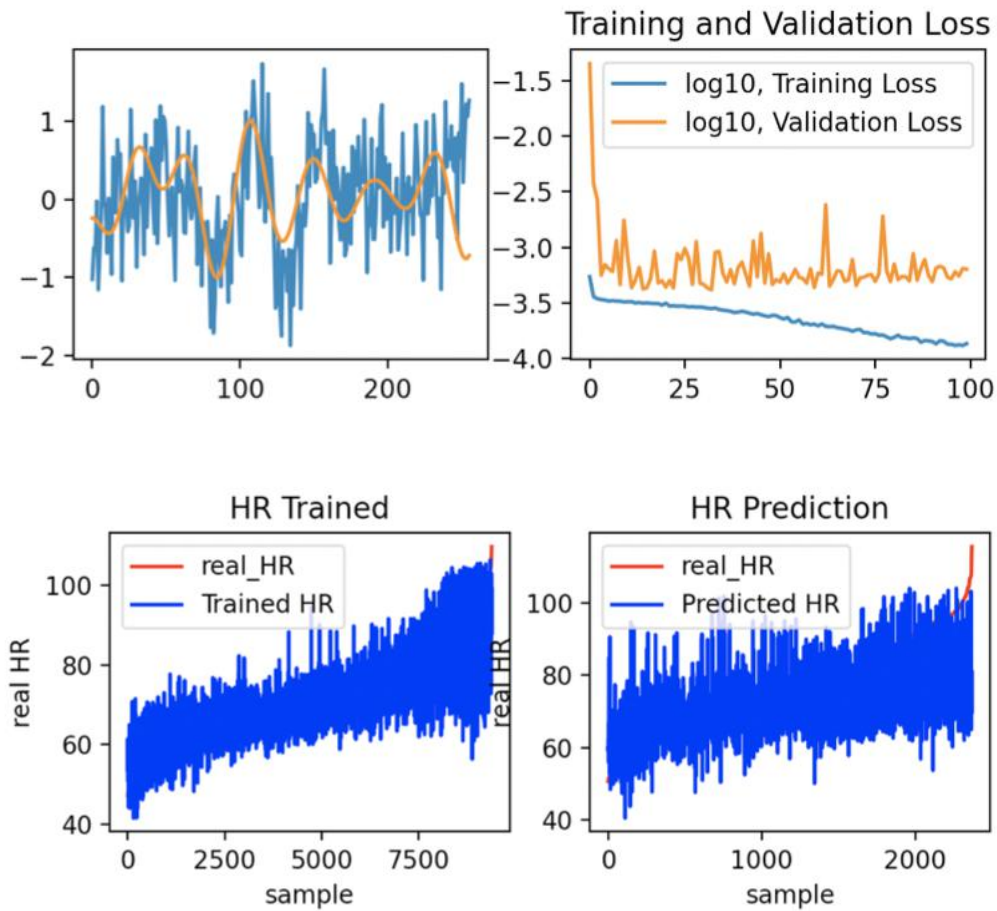 Training and Validation Loss
1
0
−1
−2
0
100
200
−1.5
−2.0
−2.5
−3.0
−3.5
−4.0
log10, Training Loss
log10, Validation Loss
0
25
50
75
100
HR Trained
real HR
100
80
60
40
real_HR
Trained HR
0
2500
5000
7500
sample
HR Prediction
real HR
100
80
60
40
real_HR
Predicted HR
0
1000
2000
sample